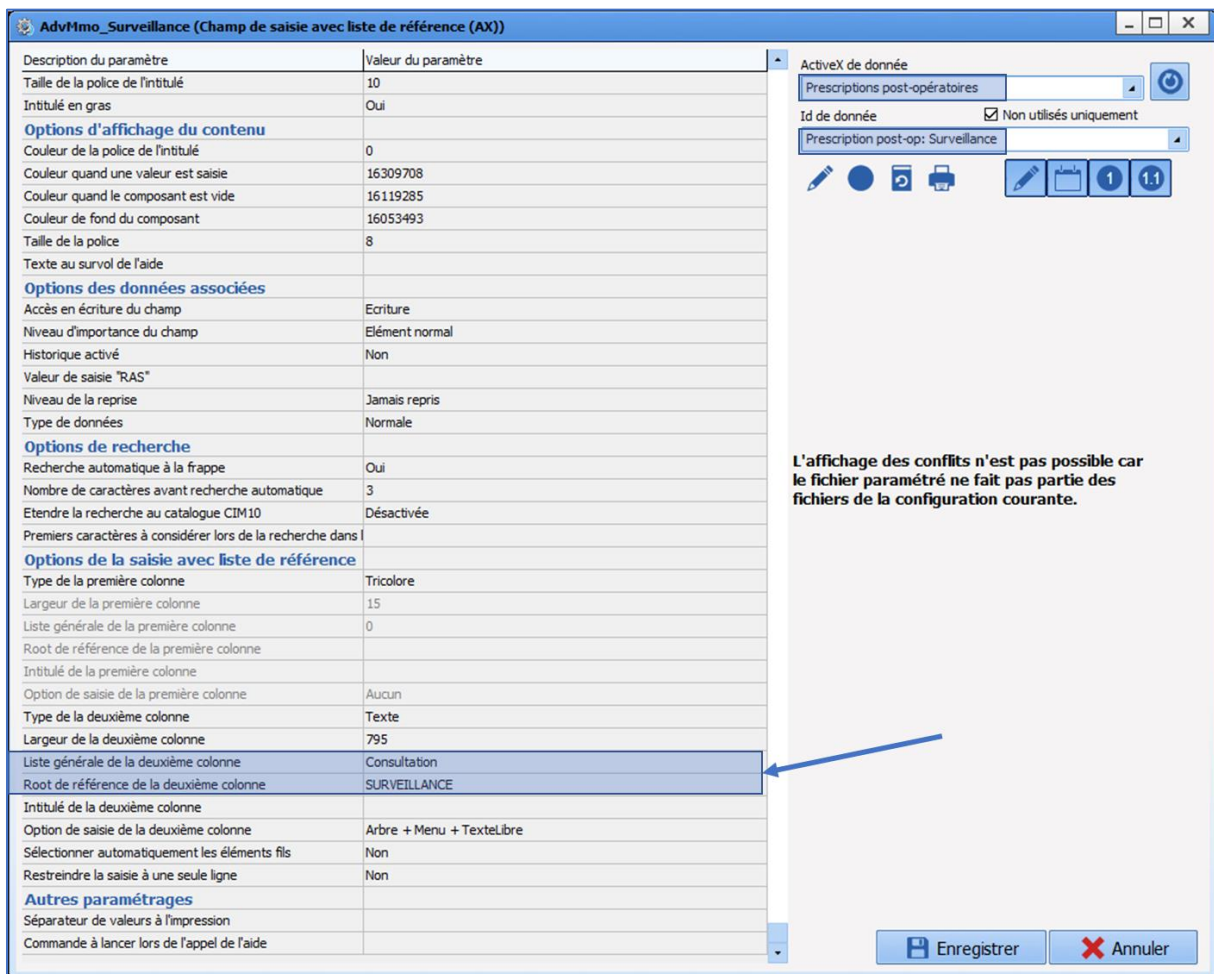 AdvMmo_Surveillance (Champ de saisie avec liste de référence (AX))
Description du paramètre Valeur du paramètre
Taille de la police de l'intitulé 10
Intitulé en gras Oui
Options d'affichage du contenu
Couleur de la police de l'intitulé 0
Couleur quand une valeur est saisie 16309708
Couleur quand le composant est vide 16119285
Couleur de fond du composant 16053493
Taille de la police 8
Texte au survol de l'aide
Options des données associées
Accès en écriture du champ Ecriture
Niveau d'importance du champ Elément normal
Historique activé Non
Valeur de saisie "RAS"
Niveau de la reprise Jamais repris
Type de données Normale
Options de recherche
Recherche automatique à la frappe Oui
Nombre de caractères avant recherche automatique 3
Etendre la recherche au catalogue CIM10 Désactivée
Premiers caractères à considérer lors de la recherche dans l
Options de la saisie avec liste de référence
Type de la première colonne Tricolore
Largeur de la première colonne 15
Liste générale de la première colonne 0
Root de référence de la première colonne
Intitulé de la première colonne
Option de saisie de la première colonne Aucun
Type de la deuxième colonne Texte
Largeur de la deuxième colonne 795
Liste générale de la deuxième colonne Consultation
Root de référence de la deuxième colonne SURVEILLANCE
Intitulé de la deuxième colonne
Option de saisie de la deuxième colonne Arbre + Menu + TexteLibre
Sélectionner automatiquement les éléments fils Non
Restreindre la saisie à une seule ligne Non
Autres paramétrages
Séparateur de valeurs à l'impression
Commande à lancer lors de l'appel de l'aide
ActiveX de donnée
Prescriptions post-opératoires
Id de donnée Non utilisés uniquement
Prescription post-op: Surveillance
1 1.1
L'affichage des conflits n'est pas possible car
le fichier paramétré ne fait pas partie des
fichiers de la configuration courante.
Enregistrer Annuler